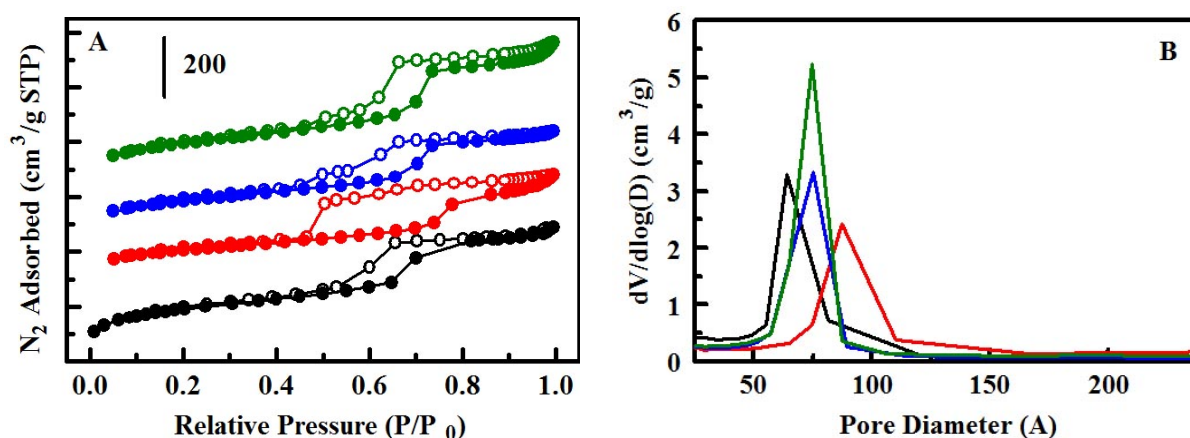 A
200
N₂ Adsorbed (cm³/g STP)
0.0 0.2 0.4 0.6 0.8 1.0
Relative Pressure (P/P₀)
B
dV/dlog(D) (cm³/g)
6
5
4
3
2
1
0
50 100 150 200
Pore Diameter (A)